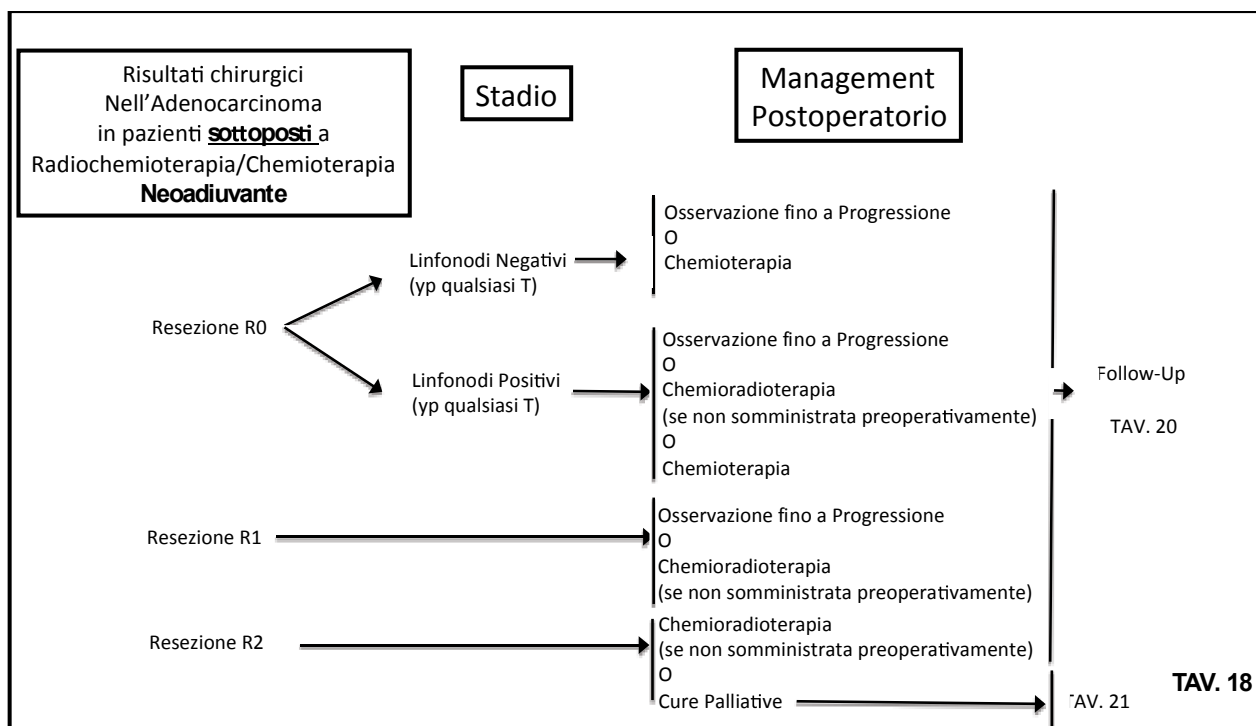 Risultati chirurgici
Nell'Adenocarcinoma
in pazienti sottoposti a
Radiochemioterapia/Chemioterapia
Neoadiuvante
Stadio
Management
Postoperatorio
Resezione R0
Linfonodi Negativi
(yp qualsiasi T)
Osservazione fino a Progressione
O
Chemioterapia
Linfonodi Positivi
(yp qualsiasi T)
Osservazione fino a Progressione
O
Chemioradioterapia
(se non somministrata preoperativamente)
O
Chemioterapia
Follow-Up
TAV. 20
Resezione R1
Osservazione fino a Progressione
O
Chemioradioterapia
(se non somministrata preoperativamente)
Resezione R2
Chemioradioterapia
(se non somministrata preoperativamente)
O
Cure Palliative
TAV. 21
TAV. 18